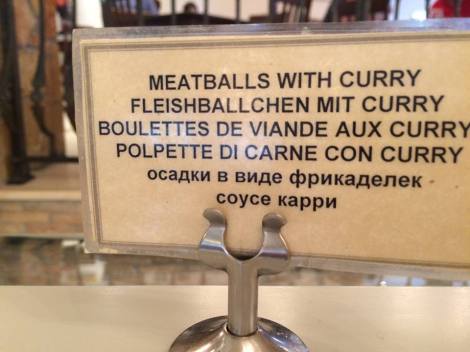 MEATBALLS WITH CURRY
FLEISHBALLCHEN MIT CURRY
BOULETTES DE VIANDE AUX CURRY
POLPETTE DI CARNE CON CURRY
осадки в виде фрикаделек
соусе карри